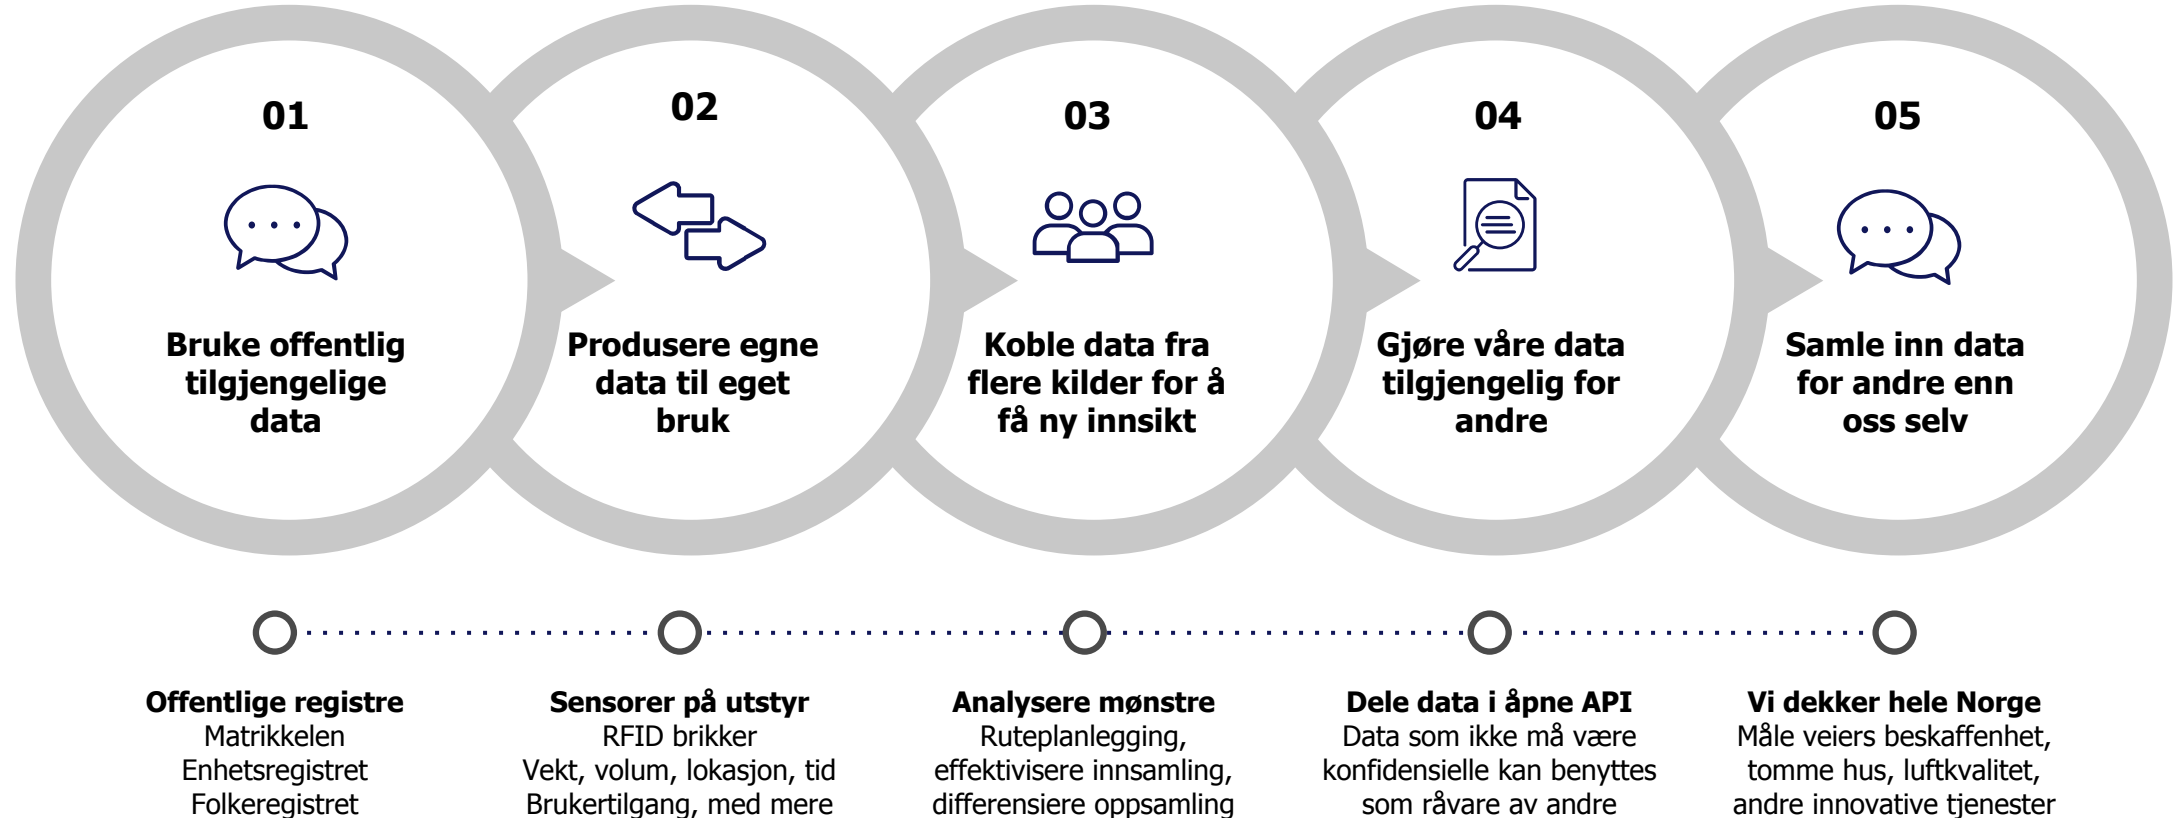 01
Bruke offentlig
tilgjengelige
data
02
Produsere egne
data til eget
bruk
03
Koble data fra
flere kilder for å
få ny innsikt
04
Gjøre våre data
tilgjengelig for
andre
05
Samle inn data
for andre enn
oss selv
Offentlige registre
Matrikkelen
Enhetsregistret
Folkeregistret
Sensorer på utstyr
RFID brikker
Vekt, volum, lokasjon, tid
Brukertilgang, med mere
Analysere mønstre
Ruteplanlegging,
effektivisere innsamling,
differensiere oppsamling
Dele data i åpne API
Data som ikke må være
konfidensielle kan benyttes
som råvare av andre
Vi dekker hele Norge
Måle veiers beskaffenhet,
tomme hus, luftkvalitet,
andre innovative tjenester